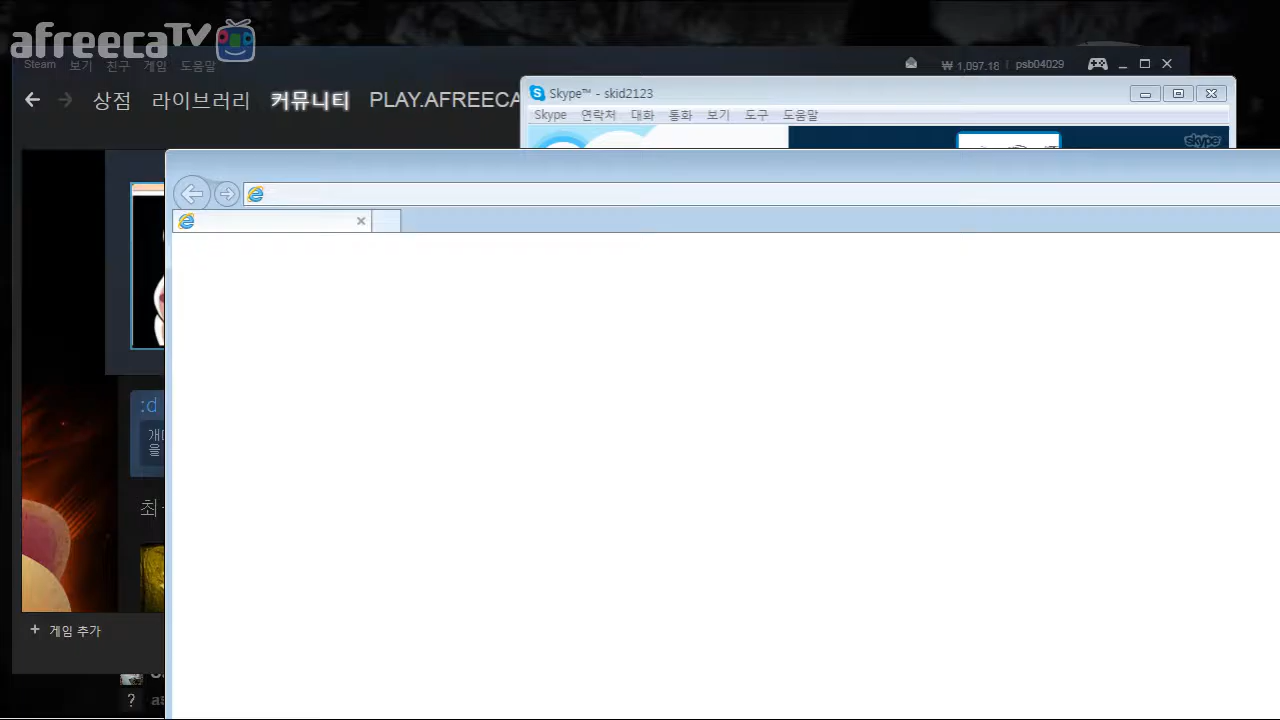 afreecaTV
Steam 보기 친구 게임 도움말
₩ 1,097.18 psb04029
상점 라이브러리 커뮤니티 PLAY.AFREECA
Skype™ - skid2123
Skype 연락처 대화 통화 보기 도구 도움말
skype
:d
을
최
+ 게임 추가
?